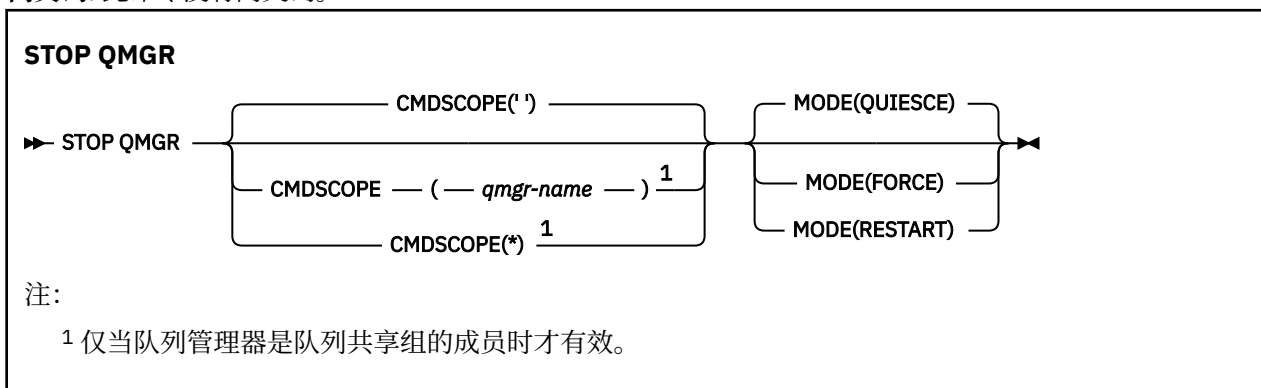 STOP QMGR
CMDSCOPE(' ')
MODE(QUIESCE)
STOP QMGR
CMDSCOPE ( qmgr-name ) 1
MODE(FORCE)
CMDSCOPE(*) 1
MODE(RESTART)
注:
1 仅当队列管理器是队列共享组的成员时才有效。